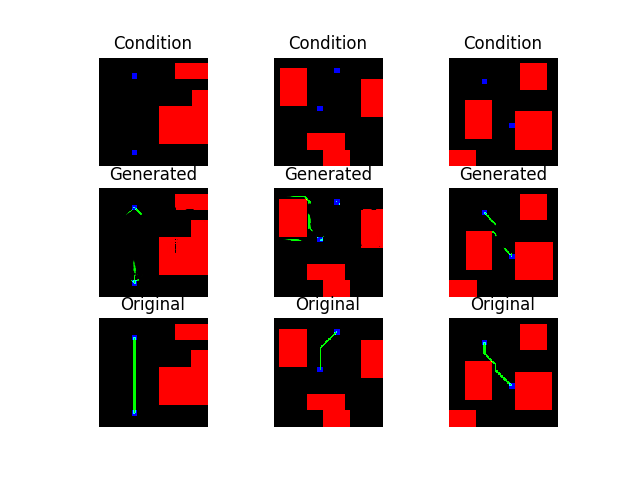 Condition Condition Condition
Generated Generated Generated
Original Original Original